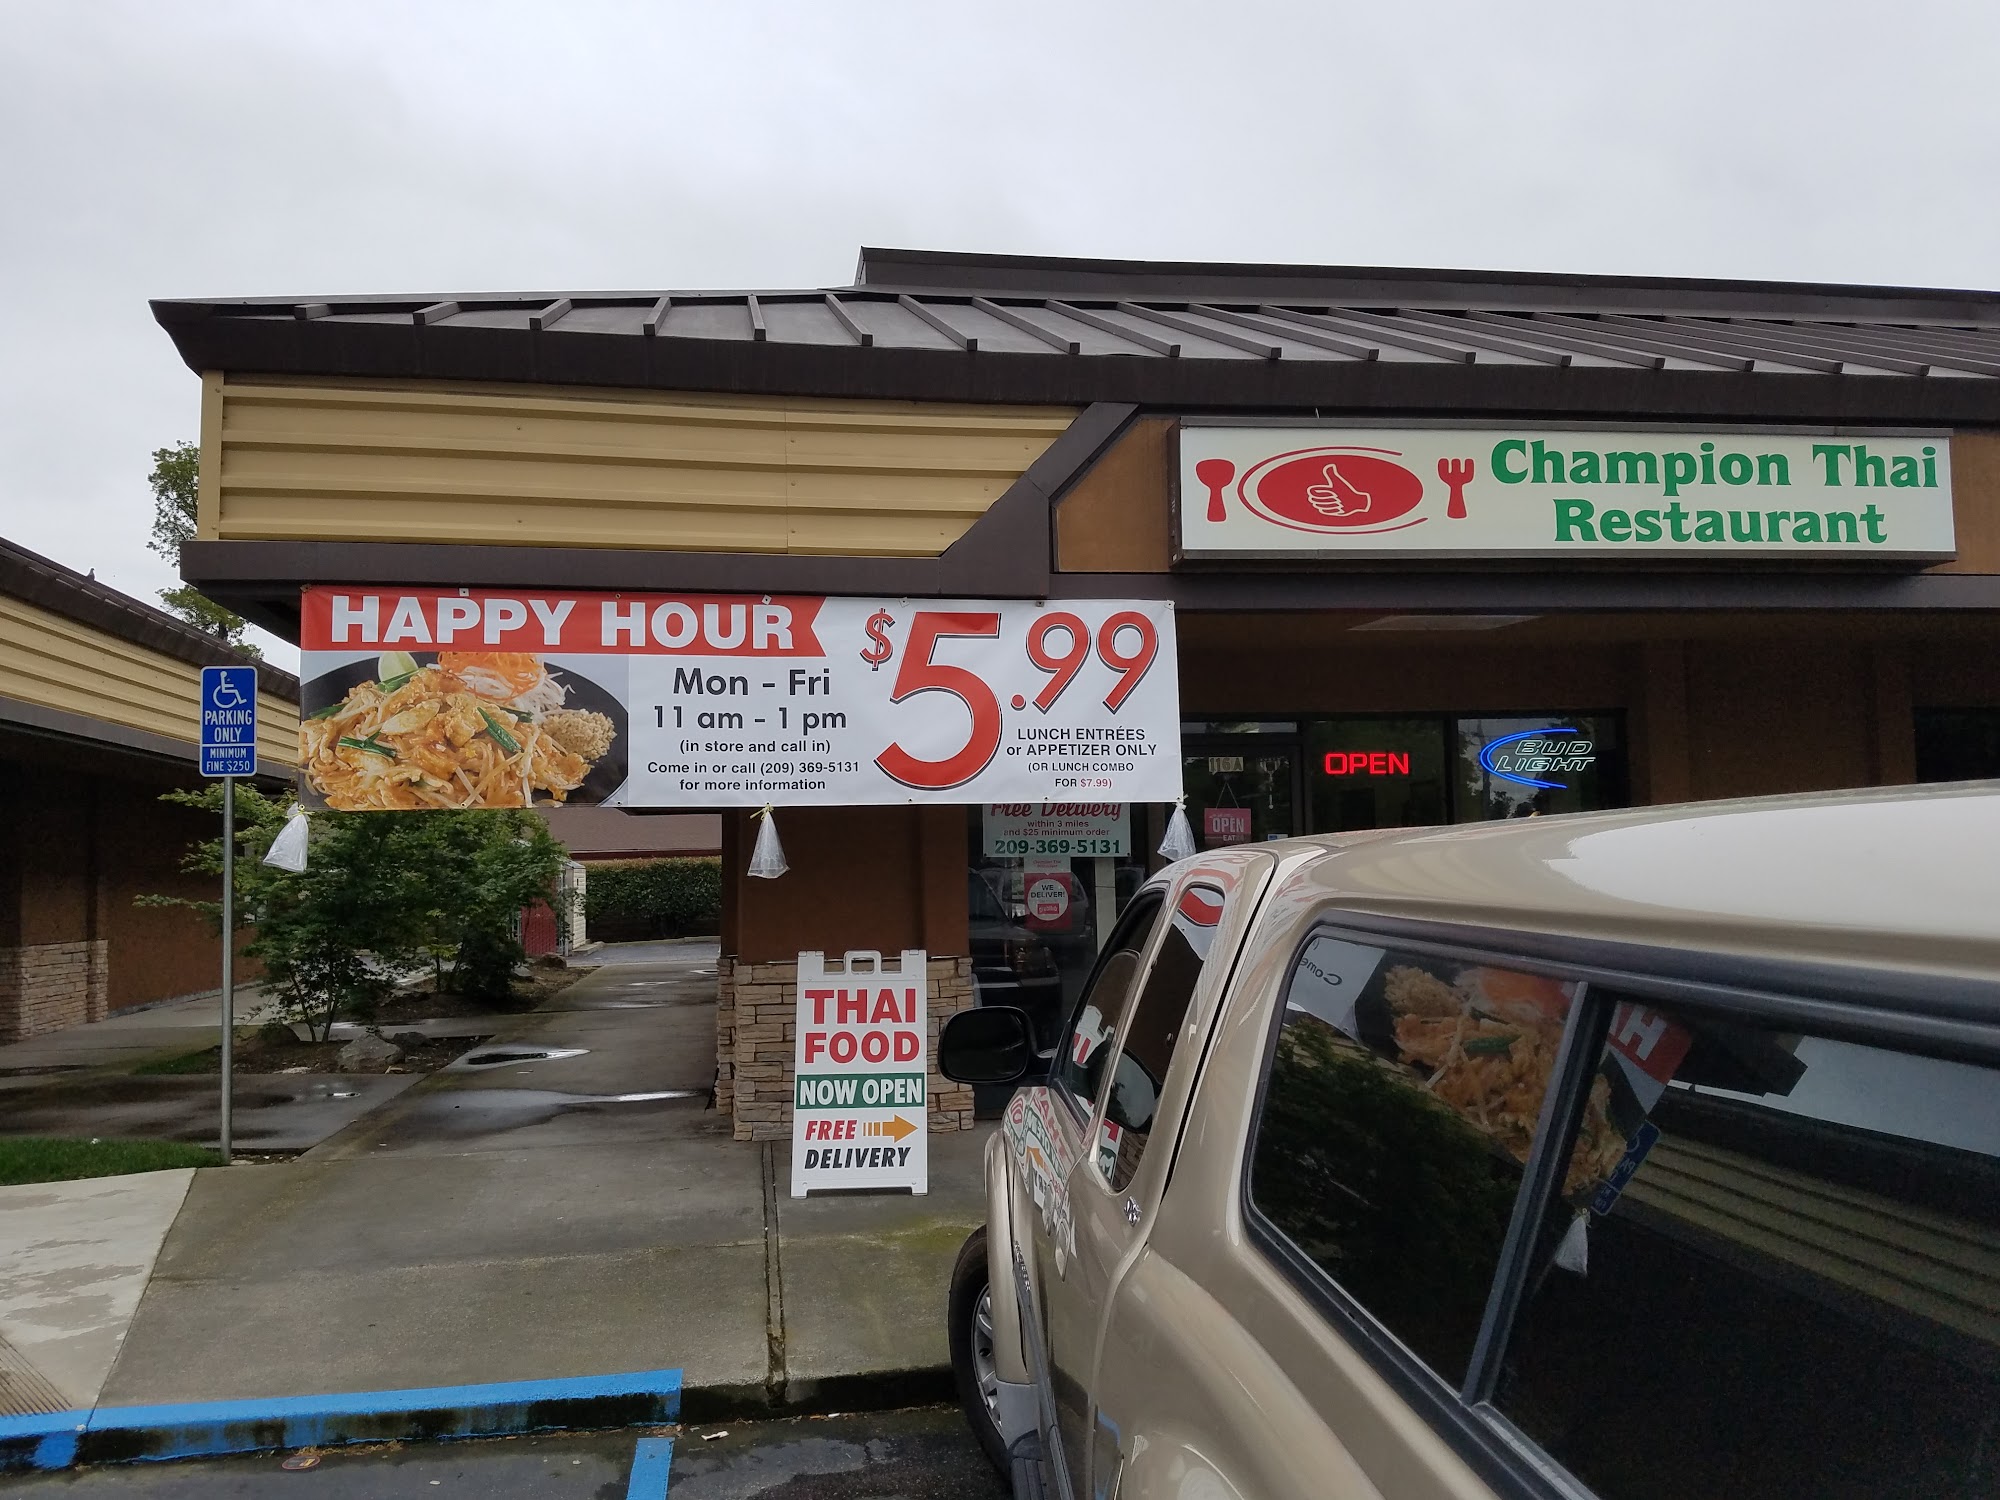 Champion Thai
Restaurant
HAPPY HOUR
Mon - Fri
11 am - 1 pm
(in store and call in)
Come in or call (209) 369-5131
for more information
$5.99
LUNCH ENTRÉES
or APPETIZER ONLY
(OR LUNCH COMBO
FOR $7.99)
PARKING
ONLY
MINIMUM
FINE $250
116A
OPEN
BUD
LIGHT
OPEN
EAT
Free Delivery
within 3 miles
and $25 minimum order
209-369-5131
WE
DELIVER!
THAI
FOOD
NOW OPEN
FREE
DELIVERY